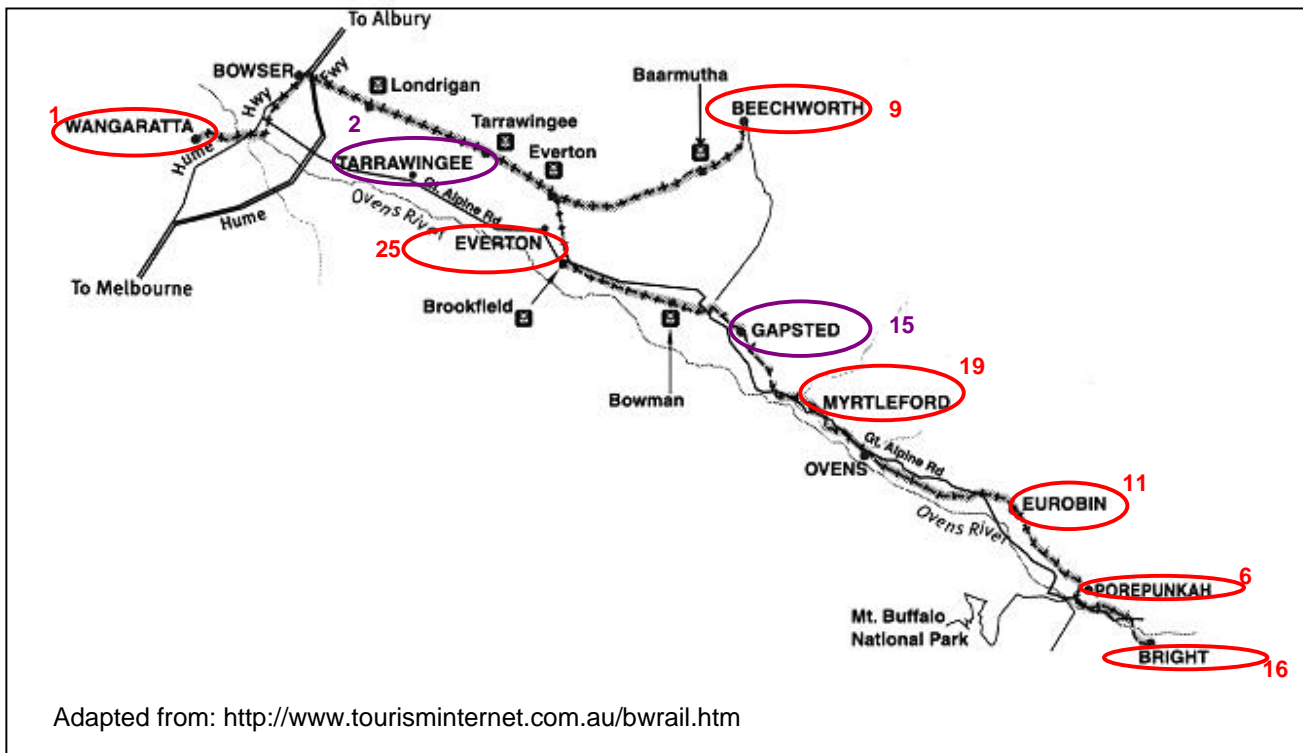 To Albury
BOWSER
Fwy
Hwy
Londrigan
Baarmutha
BEECHWORTH
9
1
WANGARATTA
Hume
2
Tarrawingee
TARRAWINGEE
Everton
Hume
Ovens River
Gt. Alpine Rd
25
EVERTON
To Melbourne
Brookfield
GAPSTED
15
Bowman
19
MYRTLEFORD
Gt. Alpine Rd
OVENS
11
EUROBIN
Ovens River
6
POREPUNKAH
Mt. Buffalo
National Park
BRIGHT
16
Adapted from: http://www.tourisminternet.com.au/bwrail.htm